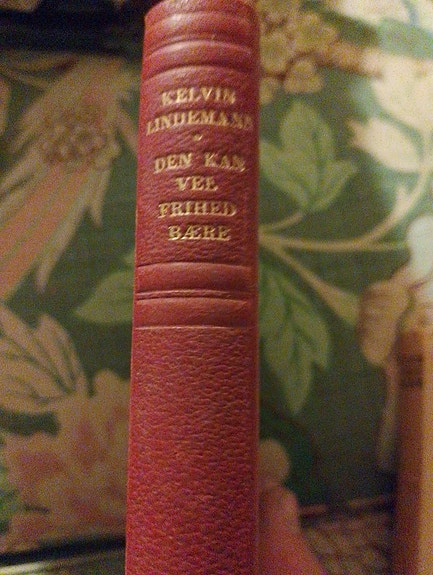 KELVIN
LINDEMANN
DEN KAN
VEL
FRIHED
BÆRE